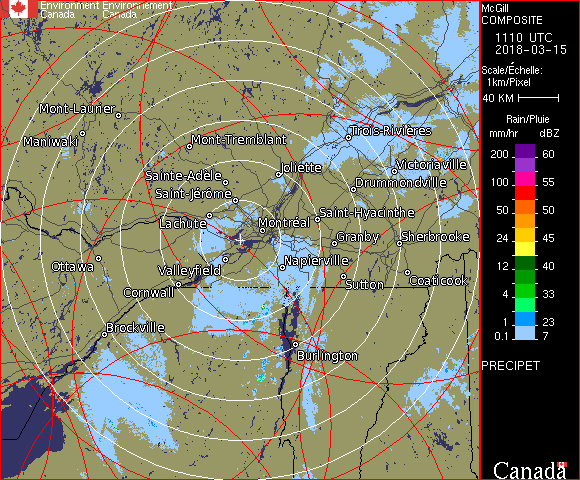 Environment Environnement
Canada Canada
McGill
COMPOSITE
1110 UTC
2018-03-15
Scale/Échelle:
1km/Pixel
40 KM
Rain/Pluie
mm/hr dBZ
200 60
100 55
50 50
24 45
12 40
4 33
1 23
0.1 7
PRECIPET
Canada
Mont-Laurier
Maniwaki
Mont-Tremblant
Trois-Rivières
Sainte-Adèle
Joliette
Victoriaville
Saint-Jérôme
Drummondville
Lachute
Montréal
Saint-Hyacinthe
Granby
Sherbrooke
Ottawa
Valleyfield
Napierville
Cornwall
Sutton
Coaticook
Brockville
Burlington